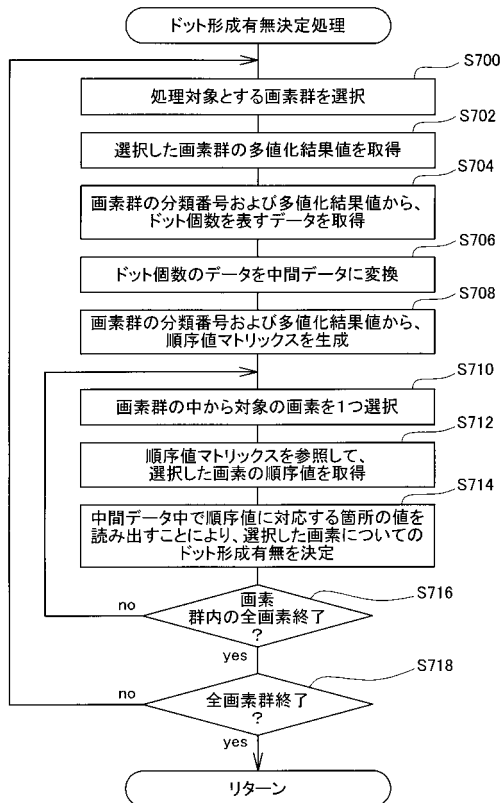 ドット形成有無決定処理
S700
処理対象とする画素群を選択
S702
選択した画素群の多値化結果値を取得
S704
画素群の分類番号および多値化結果値から、
ドット個数を表すデータを取得
S706
ドット個数のデータを中間データに変換
S708
画素群の分類番号および多値化結果値から、
順序値マトリックスを生成
S710
画素群の中から対象の画素を1つ選択
S712
順序値マトリックスを参照して、
選択した画素の順序値を取得
S714
中間データ中で順序値に対応する箇所の値を
読み出すことにより、選択した画素についての
ドット形成有無を決定
S716
no
画素
群内の全画素終了
?
yes
S718
no
全画素群終了
?
yes
リターン